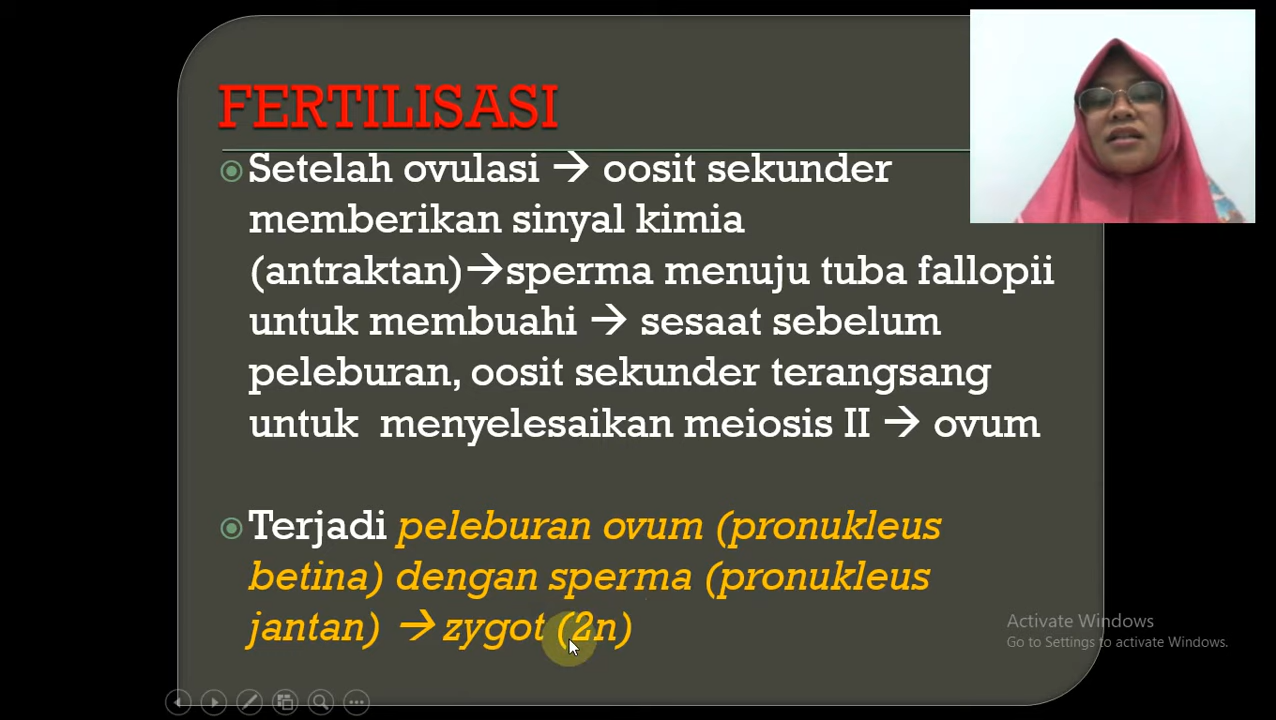 FERTILISASI
Setelah ovulasi → oosit sekunder
memberikan sinyal kimia
(antraktan)→sperma menuju tuba fallopii
untuk membuahi → sesaat sebelum
peleburan, oosit sekunder terangsang
untuk menyelesaikan meiosis II → ovum
Terjadi peleburan ovum (pronukleus
betina) dengan sperma (pronukleus
jantan) → zygot (2n)
Activate Windows
Go to Settings to activate Windows.